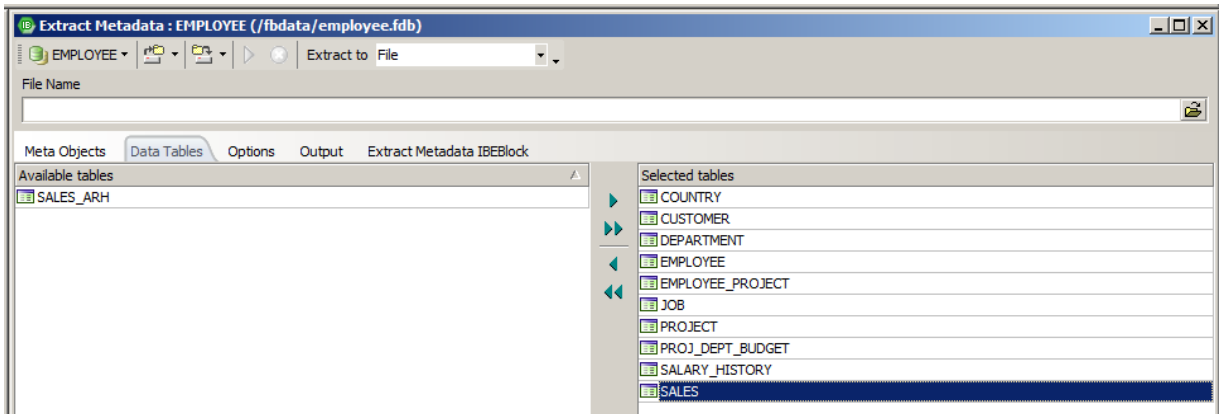 Extract Metadata : EMPLOYEE (/fbdata/employee.fdb)
EMPLOYEE Extract to File
File Name
Meta Objects Data Tables Options Output Extract Metadata IBEBlock
Available tables
SALES_ARH
Selected tables
COUNTRY
CUSTOMER
DEPARTMENT
EMPLOYEE
EMPLOYEE_PROJECT
JOB
PROJECT
PROJ_DEPT_BUDGET
SALARY_HISTORY
SALES